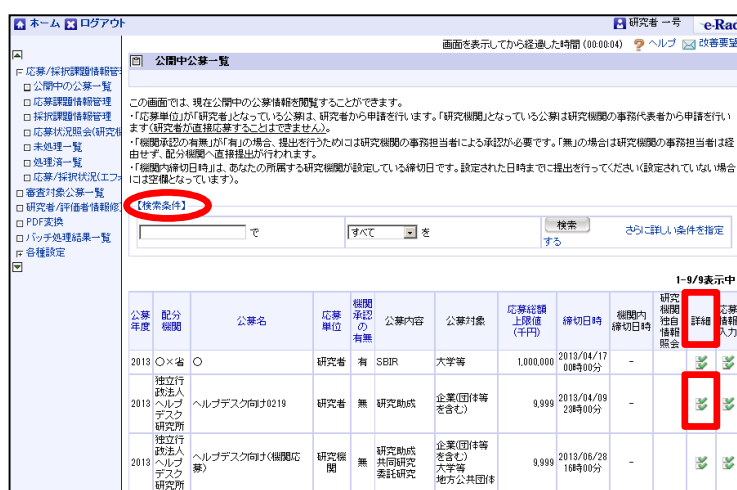 ホーム ログアウト 研究者 一号 e-Rad
画面を表示してから経過した時間 (00:00:04) ヘルプ 改善要望
応募/採択課題情報管
公開中の公募一覧
応募課題情報管理
採択課題情報管理
応募状況照会(研究機
未処理一覧
処理済一覧
応募/採択状況(エフォ
審査対象公募一覧
研究者/評価者情報修
PDF変換
バッチ処理結果一覧
各種設定
公開中公募一覧
この画面では、現在公開中の公募情報を閲覧することができます。
・「応募単位」が「研究者」となっている公募は、研究者から申請を行います。「研究機関」となっている公募は研究機関の事務代表者から申請を行い
ます(研究者が直接応募することはできません)。
・「機関承認の有無」が「有」の場合、提出を行うためには研究機関の事務担当者による承認が必要です。「無」の場合は研究機関の事務担当者は経
由せず、配分機関へ直接提出が行われます。
・「機関内締切日時」は、あなたの所属する研究機関が設定している締切日です。設定された日時までに提出を行ってください(設定されていない場合
には空欄となっています)。
【検索条件】
で すべて を 検索
する
さらに詳しい条件を指定
1-9/9表示中
公募
年度
配分
機関
公募名
応募
単位
機関
承認
の
有無
公募内容
公募対象
応募総額
上限値
(千円)
締切日時
機関内
締切日時
研究
機関
独自
情報
照会
詳細
応募
情報
入力
2013 ○×省 ○ 研究者 有 SBIR 大学等 1,000,000 2013/04/17
00時00分 -
2013
独立行
政法人
ヘルプ
デスク
研究所
ヘルプデスク向け0219 研究者 無 研究助成
企業(団体等
を含む)
9,999
2013/04/09
23時00分
-
2013
独立行
政法人
ヘルプ
デスク
研究所
ヘルプデスク向け(機関応
募)
研究機
関
無
研究助成
共同研究
委託研究
企業(団体等
を含む)
大学等
地方公共団体
9,999
2013/06/28
16時00分
-